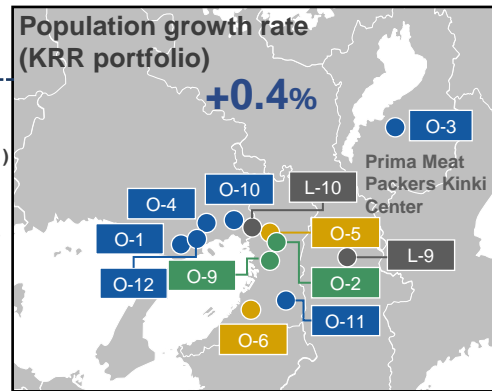 Population growth rate
(KRR portfolio)
+0.4%
)
O-3
Prima Meat
Packers Kinki
Center
O-10
L-10
O-4
O-1
O-5
L-9
O-12
O-9
O-2
O-11
O-6